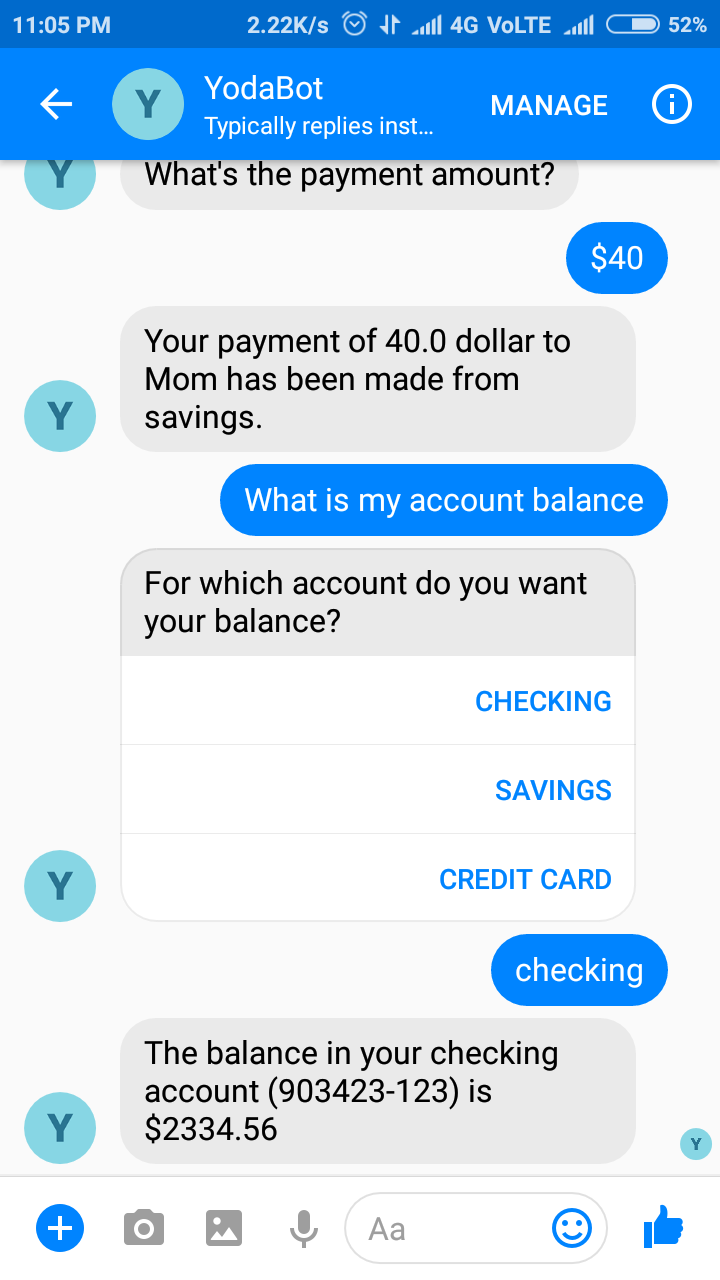 11:05 PM 2.22K/s 4G VoLTE 52%
Y YodaBot MANAGE
Typically replies inst...
Y What's the payment amount?
$40
Your payment of 40.0 dollar to
Mom has been made from
Y savings.
What is my account balance
For which account do you want
your balance?
CHECKING
SAVINGS
Y CREDIT CARD
checking
The balance in your checking
account (903423-123) is
Y $2334.56 Y
Aa